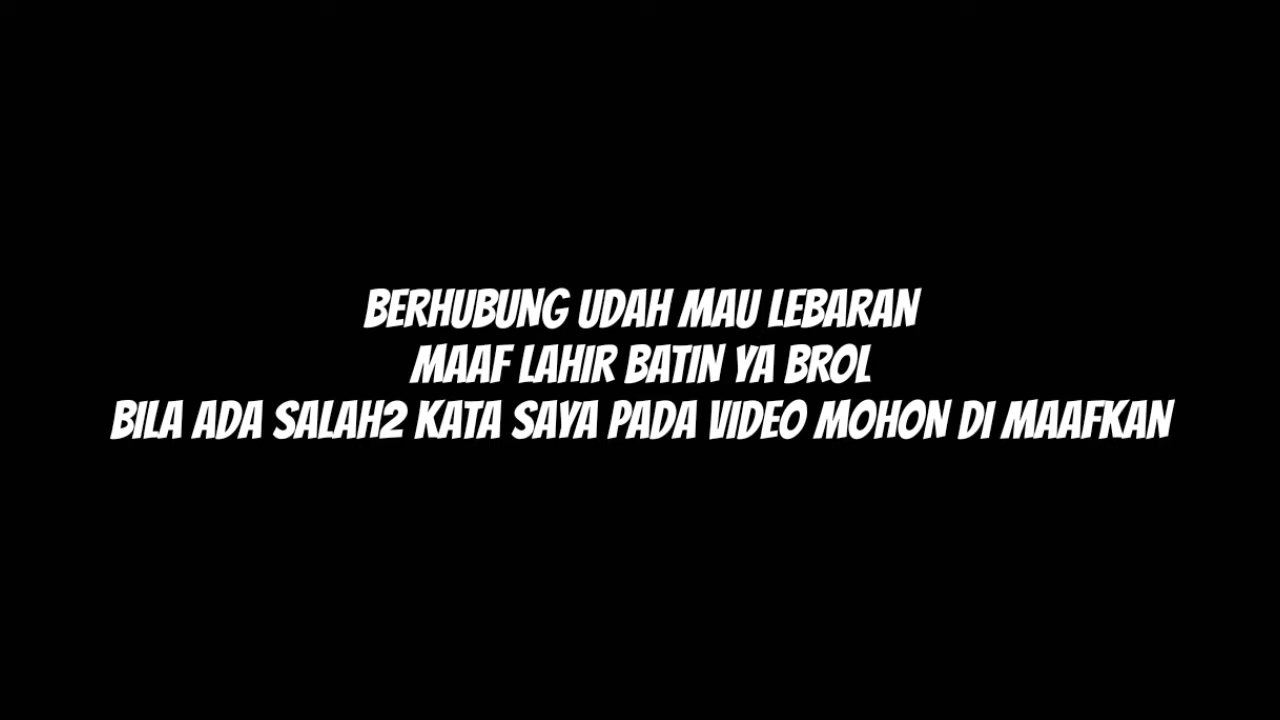 BERHUBUNG UDAH MAU LEBARAN
MAAF LAHIR BATIN YA BROL
BILA ADA SALAH2 KATA SAYA PADA VIDEO MOHON DI MAAFKAN